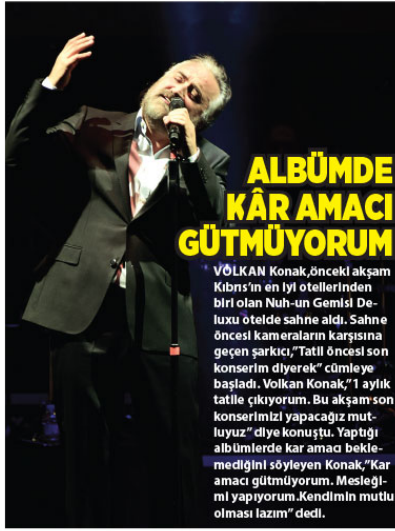 ALBÜMDE
KÂR AMACI
GÜTMÜYORUM
VOLKAN Konak,önceki akşam
Kıbrıs'ın en iyi otellerinden
biri olan Nuh-un Gemisi De-
luxu otelde sahne aldı. Sahne
öncesi kameraların karşısına
geçen şarkıcı,"Tatil öncesi son
konserim diyerek" cümleye
başladı. Volkan Konak,"1 aylık
tatile çıkıyorum. Bu akşam son
konserimizi yapacağız mut-
luyuz" diye konuştu. Yaptığı
albümlerde kar amacı bekle-
mediğini söyleyen Konak,"Kar
amacı gütmüyorum. Mesleği-
mi yapıyorum.Kendimin mutlu
olması lazım" dedi.